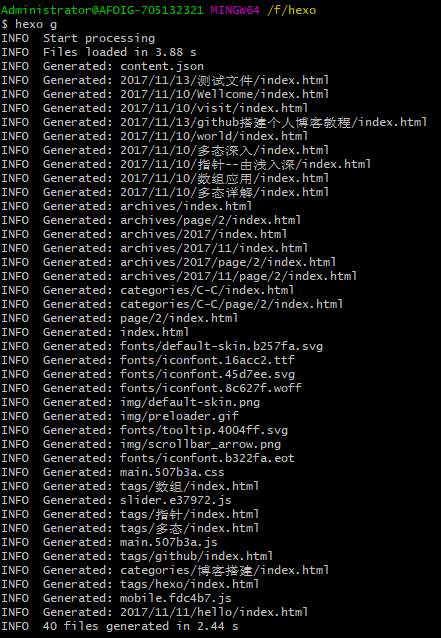 Administrator@AFOIG-705132321 MINGW64 /f/hexo
$ hexo g
INFO  Start processing
INFO  Files loaded in 3.88 s
INFO  Generated: content.json
INFO  Generated: 2017/11/13/测试文件/index.html
INFO  Generated: 2017/11/10/Wellcome/index.html
INFO  Generated: 2017/11/10/visit/index.html
INFO  Generated: 2017/11/13/github搭建个人博客教程/index.html
INFO  Generated: 2017/11/10/world/index.html
INFO  Generated: 2017/11/10/多态深入/index.html
INFO  Generated: 2017/11/10/指针--由浅入深/index.html
INFO  Generated: 2017/11/10/数组应用/index.html
INFO  Generated: 2017/11/10/多态详解/index.html
INFO  Generated: archives/index.html
INFO  Generated: archives/page/2/index.html
INFO  Generated: archives/2017/index.html
INFO  Generated: archives/2017/11/index.html
INFO  Generated: archives/2017/page/2/index.html
INFO  Generated: archives/2017/11/page/2/index.html
INFO  Generated: categories/C-C/index.html
INFO  Generated: categories/C-C/page/2/index.html
INFO  Generated: page/2/index.html
INFO  Generated: index.html
INFO  Generated: fonts/default-skin.b257fa.svg
INFO  Generated: fonts/iconfont.16acc2.ttf
INFO  Generated: fonts/iconfont.45d7ee.svg
INFO  Generated: fonts/iconfont.8c627f.woff
INFO  Generated: img/default-skin.png
INFO  Generated: img/preloader.gif
INFO  Generated: fonts/tooltip.4004ff.svg
INFO  Generated: img/scrollbar_arrow.png
INFO  Generated: fonts/iconfont.b322fa.eot
INFO  Generated: main.507b3a.css
INFO  Generated: tags/数组/index.html
INFO  Generated: slider.e37972.js
INFO  Generated: tags/指针/index.html
INFO  Generated: tags/多态/index.html
INFO  Generated: main.507b3a.js
INFO  Generated: tags/github/index.html
INFO  Generated: categories/博客搭建/index.html
INFO  Generated: tags/hexo/index.html
INFO  Generated: mobile.fdc4b7.js
INFO  Generated: 2017/11/11/hello/index.html
INFO  40 files generated in 2.44 s